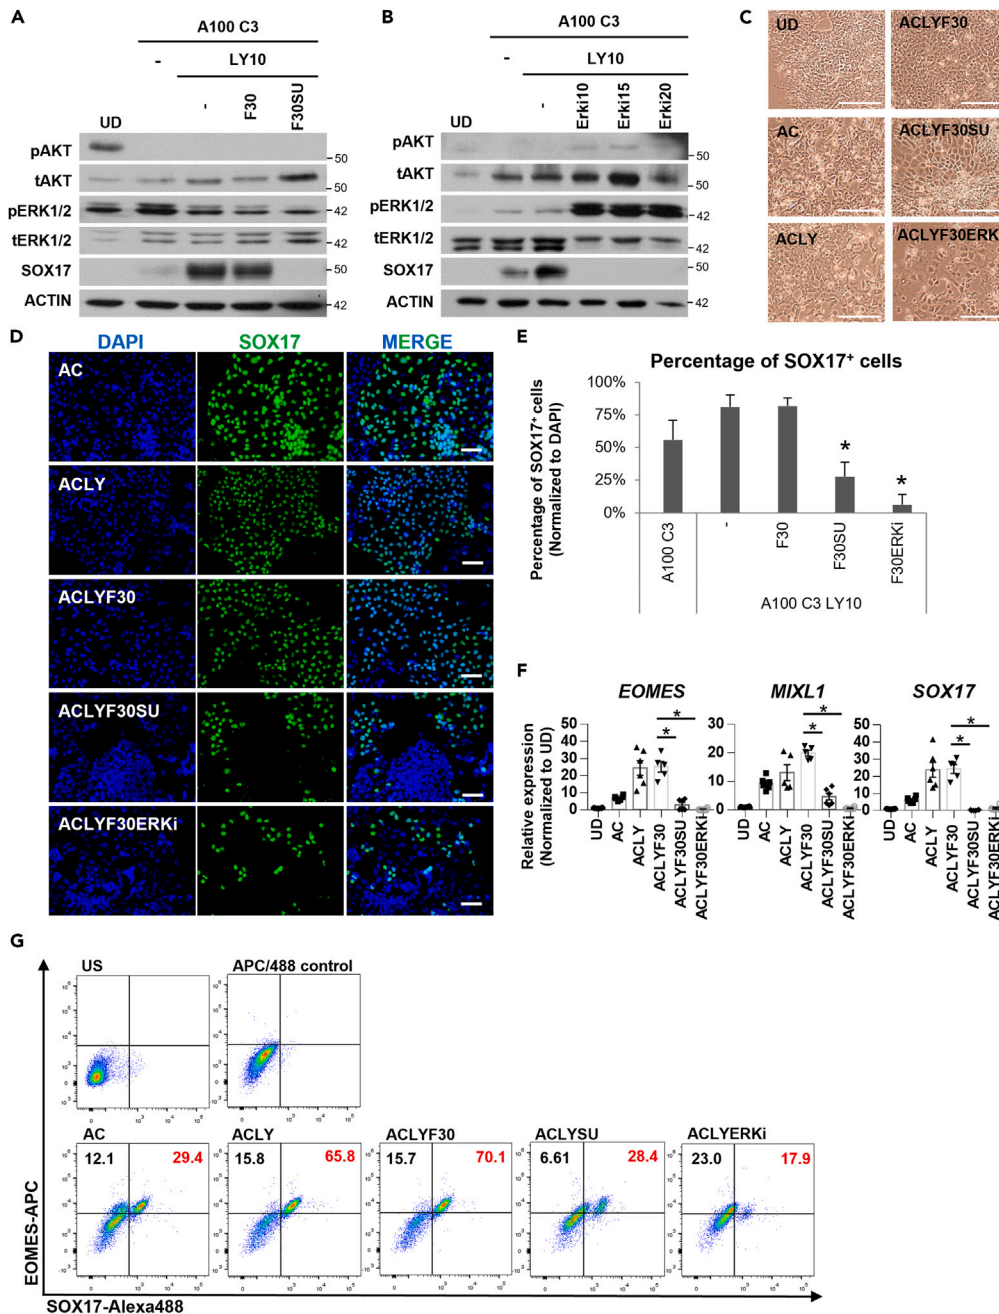 A
A100 C3
-
LY10
UD
-
F30
F30SU
pAKT
50
tAKT
50
pERK1/2
42
tERK1/2
42
SOX17
50
ACTIN
42
B
A100 C3
-
LY10
UD
-
Erki10
Erki15
Erki20
pAKT
50
tAKT
50
pERK1/2
42
tERK1/2
42
SOX17
50
ACTIN
42
C
UD
ACLYF30
AC
ACLYF30SU
ACLY
ACLYF30ERK
D
DAPI
SOX17
MERGE
AC
ACLY
ACLYF30
ACLYF30SU
ACLYF30ERKi
E
Percentage of SOX17⁺ cells
Percentage of SOX17⁺ cells
(Normalized to DAPI)
100%
75%
50%
25%
0%
*
*
A100 C3
-
F30
F30SU
F30ERKi
A100 C3 LY10
F
Relative expression
(Normalized to UD)
EOMES
50
40
30
20
10
0
*
*
UD
AC
ACLY
ACLYF30
ACLYF30SU
ACLYF30ERKi
MIXL1
30
20
10
0
*
*
UD
AC
ACLY
ACLYF30
ACLYF30SU
ACLYF30ERKi
SOX17
50
40
30
20
10
0
*
*
UD
AC
ACLY
ACLYF30
ACLYF30SU
ACLYF30ERKi
G
US
APC/488 control
AC
12.1
29.4
ACLY
15.8
65.8
ACLYF30
15.7
70.1
ACLYSU
6.61
28.4
ACLYERKi
23.0
17.9
EOMES-APC
SOX17-Alexa488